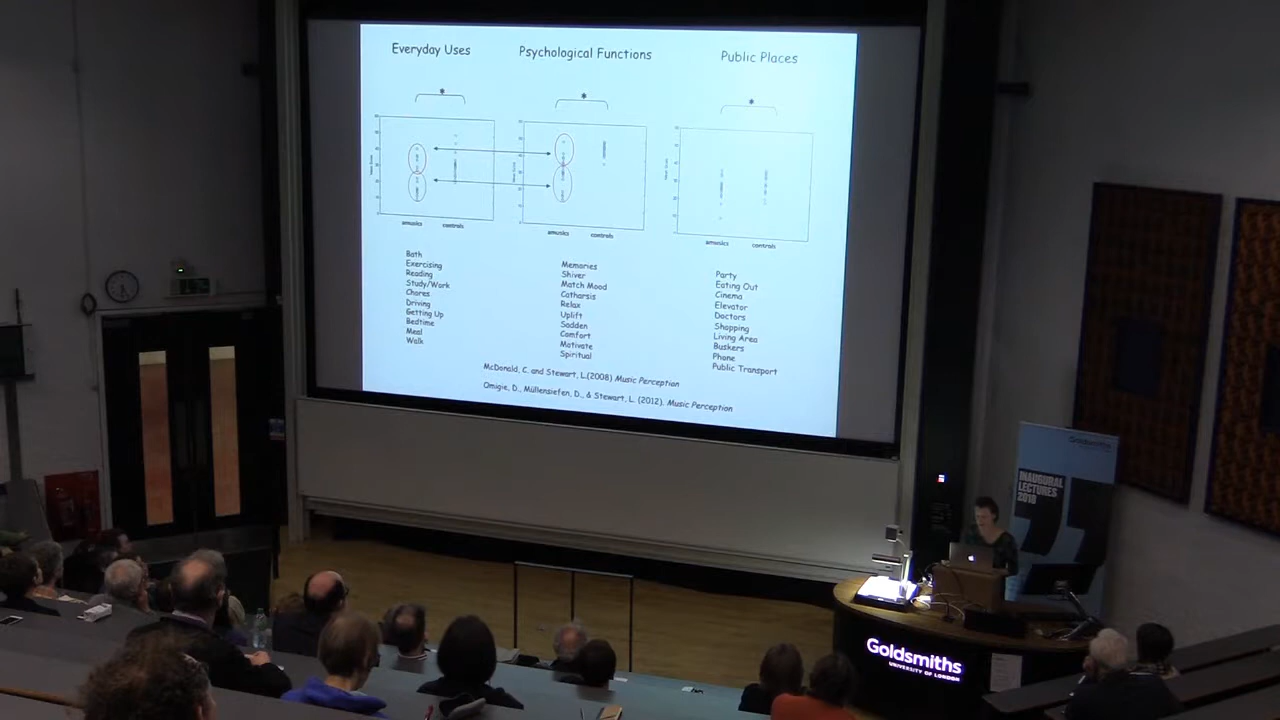 Everyday Uses
Psychological Functions
Public Places
*
*
*
amusics
controls
amusics
controls
amusics
controls
Bath
Exercising
Reading
Study/Work
Chores
Driving
Getting Up
Bedtime
Meal
Walk
Memories
Shiver
Match Mood
Catharsis
Relax
Uplift
Sadden
Comfort
Motivate
Spiritual
Party
Eating Out
Cinema
Elevator
Doctors
Shopping
Living Area
Buskers
Phone
Public Transport
McDonald, C. and Stewart, L.(2008) Music Perception
Omigie, D., Müllensiefen, D., & Stewart, L. (2012). Music Perception
Goldsmiths
INAUGURAL
LECTURES
2018
Goldsmiths
UNIVERSITY OF LONDON